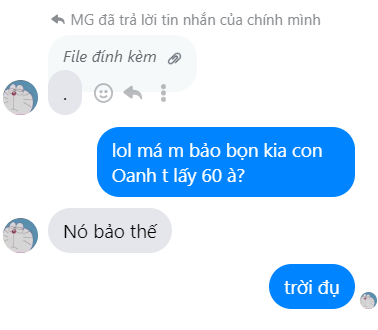 MG đã trả lời tin nhắn của chính mình
File đính kèm
.
lol má m bảo bọn kia con
Oanh t lấy 60 à?
Nó bảo thế
trời đụ